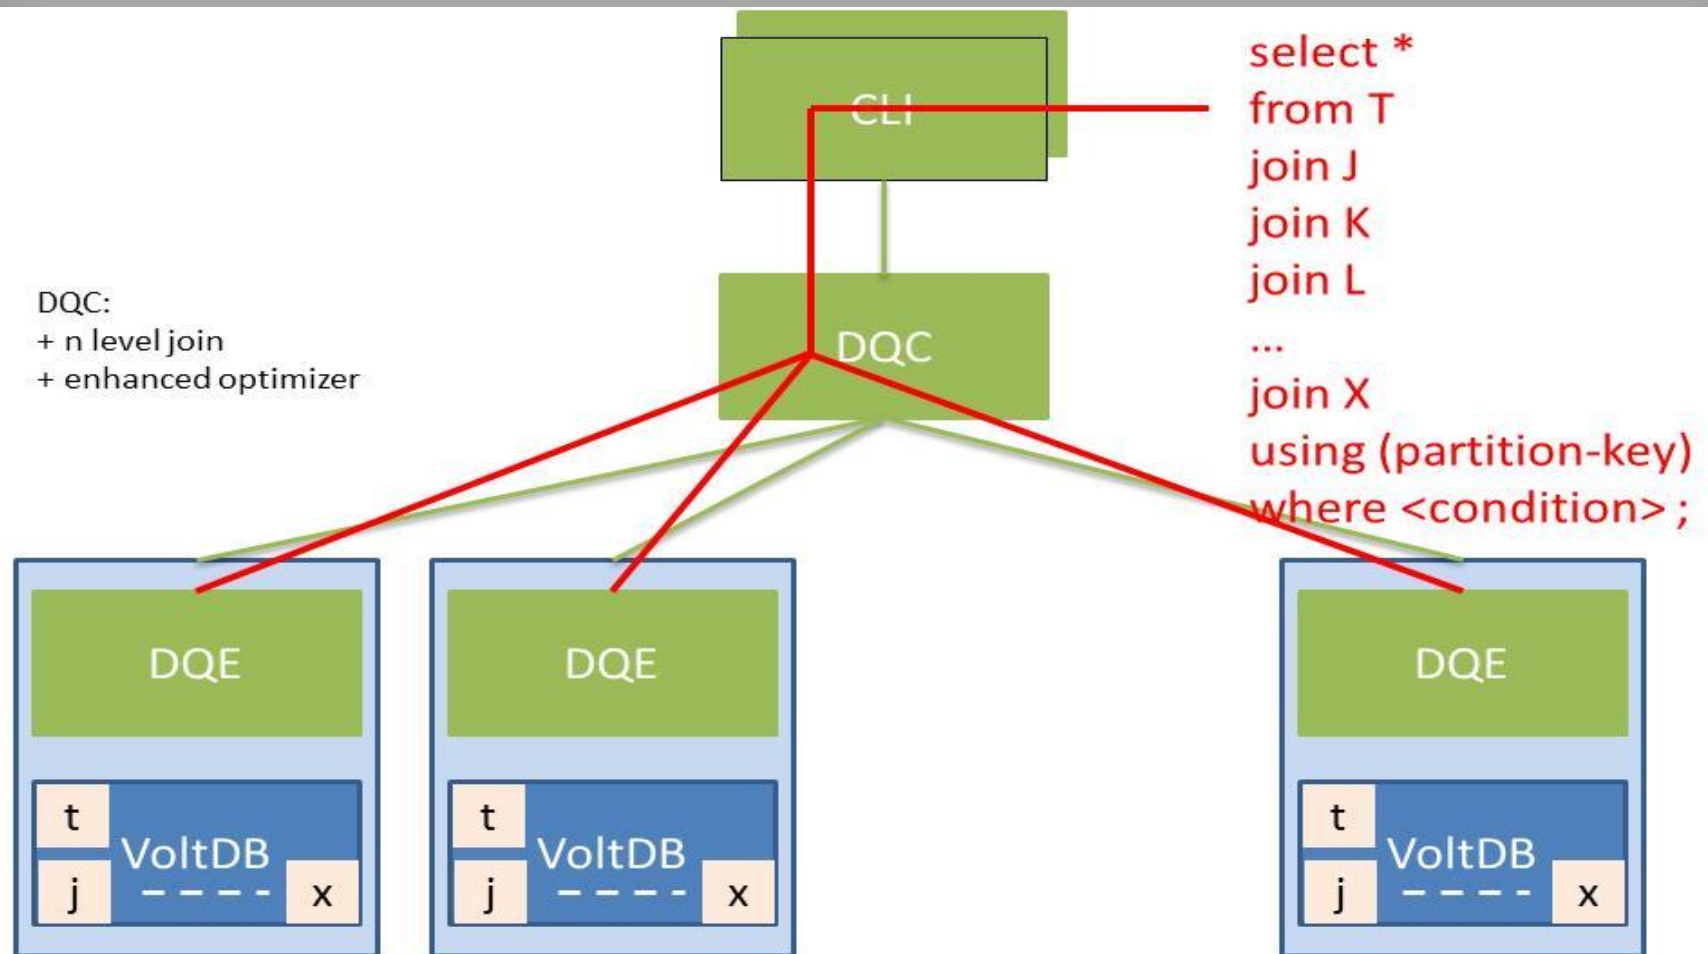 CLI
select *
from T
join J
join K
join L
...
join X
using (partition-key)
where <condition> ;
DQC:
+ n level join
+ enhanced optimizer
DQC
DQE
DQE
DQE
t
VoltDB
j
– – – –
x
t
VoltDB
j
– – – –
x
t
VoltDB
j
– – – –
x